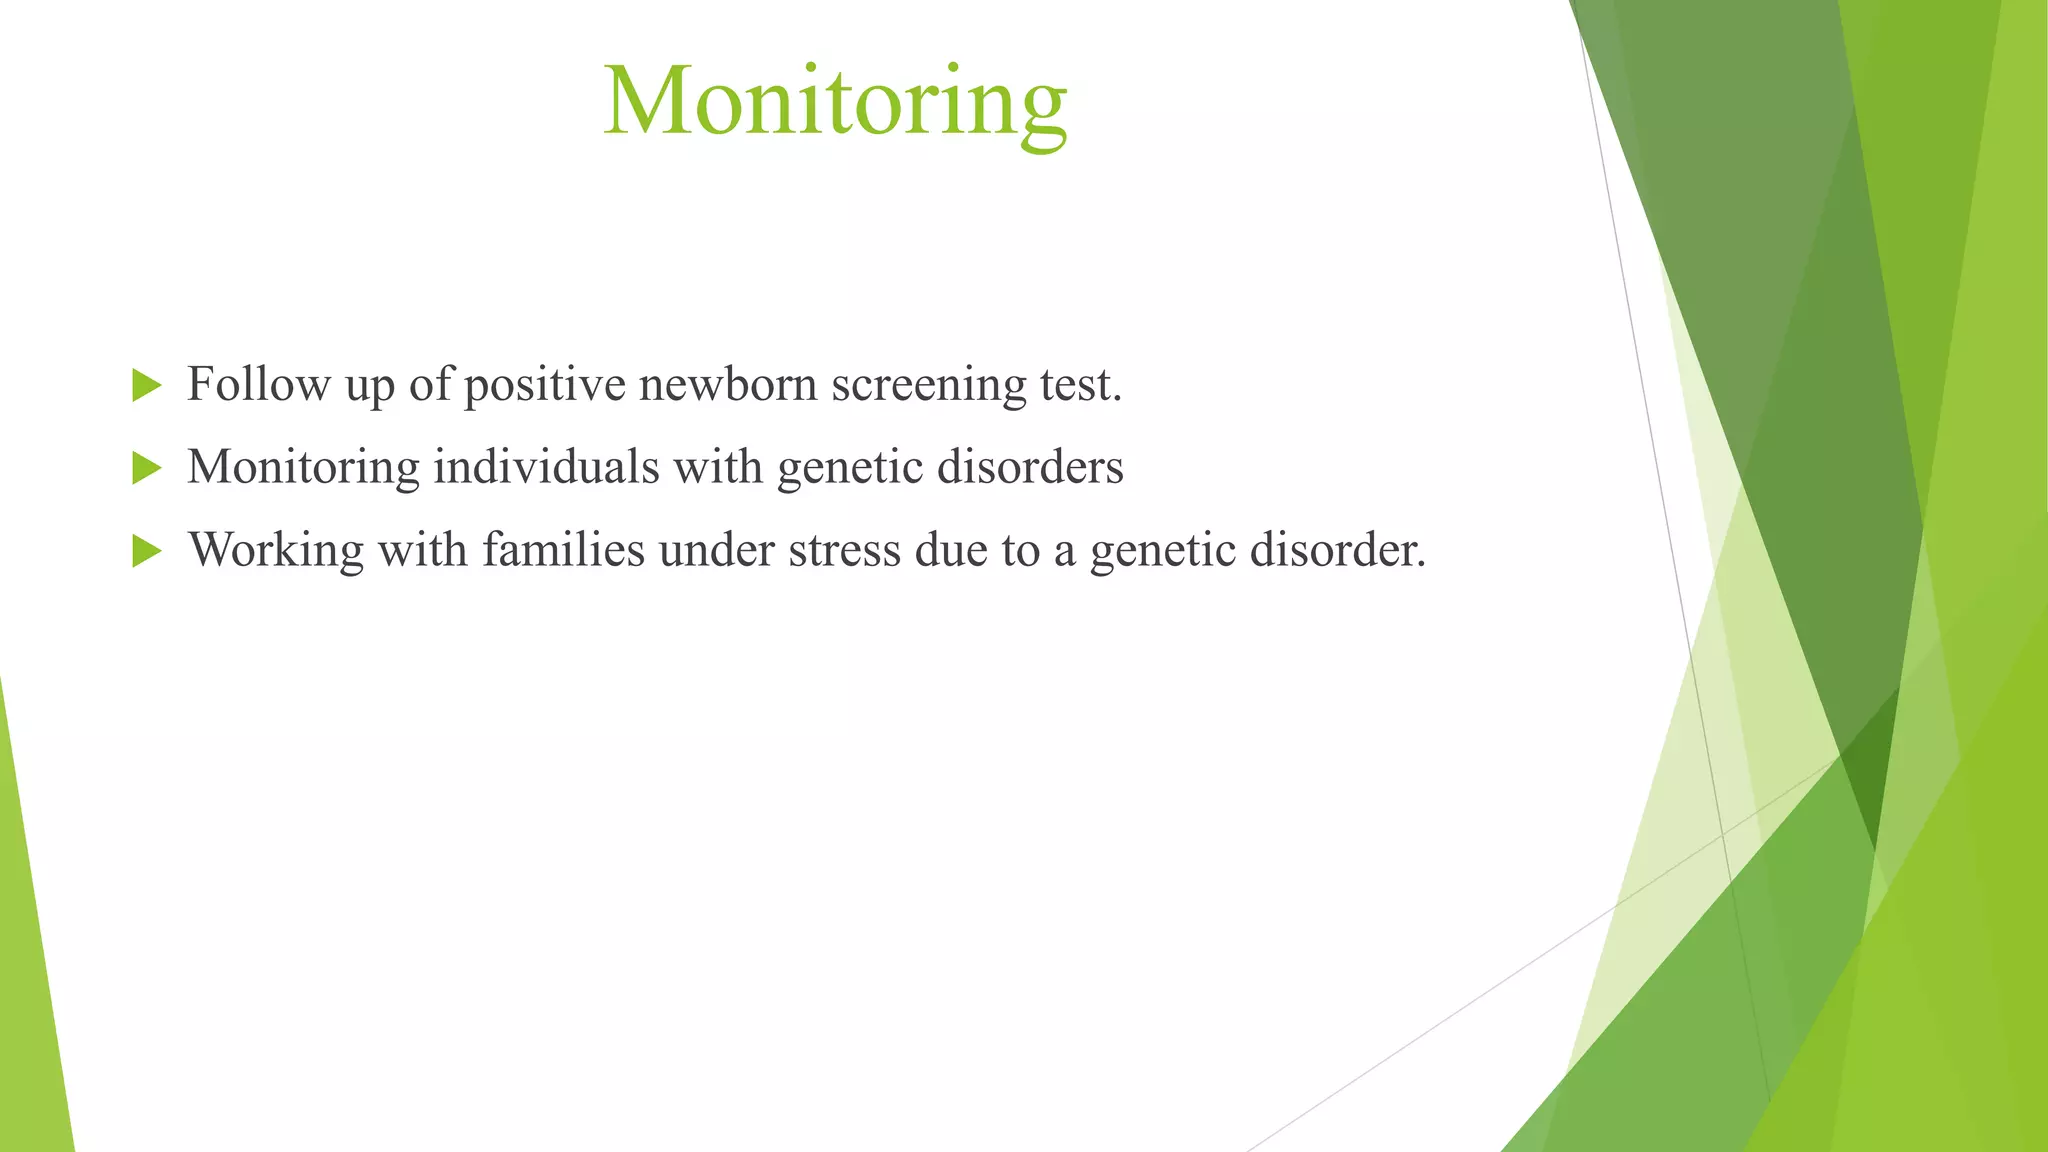 Monitoring
Follow up of positive newborn screening test.
Monitoring individuals with genetic disorders
Working with families under stress due to a genetic disorder.